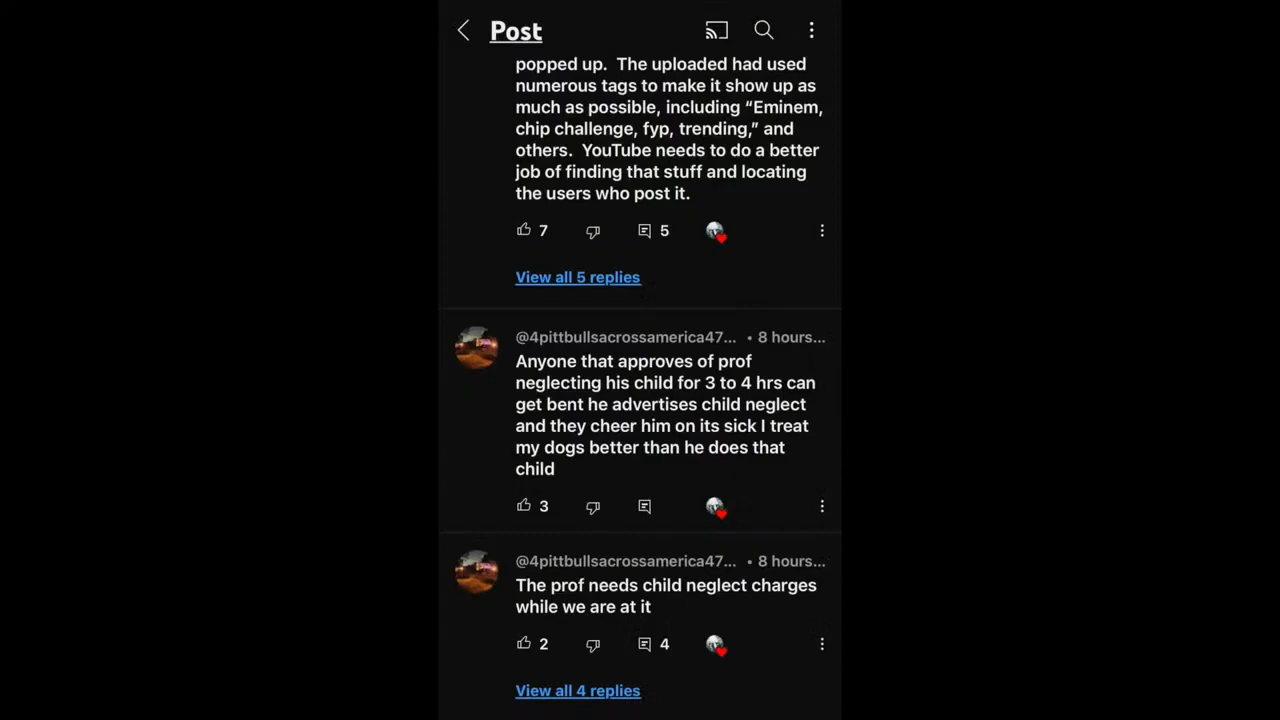 Post
popped up. The uploaded had used
numerous tags to make it show up as
much as possible, including “Eminem,
chip challenge, fyp, trending,” and
others. YouTube needs to do a better
job of finding that stuff and locating
the users who post it.
7 5
View all 5 replies
@4pittbullsacrossamerica47... • 8 hours...
Anyone that approves of prof
neglecting his child for 3 to 4 hrs can
get bent he advertises child neglect
and they cheer him on its sick I treat
my dogs better than he does that
child
3
@4pittbullsacrossamerica47... • 8 hours...
The prof needs child neglect charges
while we are at it
2 4
View all 4 replies